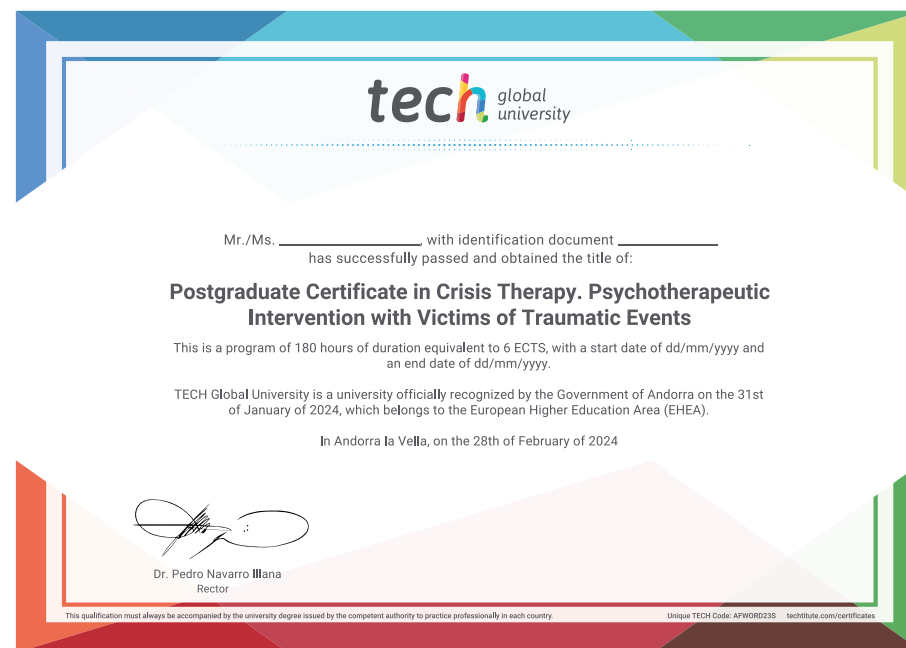 tech global university
Mr./Ms. ____________________, with identification document ______________
has successfully passed and obtained the title of:
Postgraduate Certificate in Crisis Therapy. Psychotherapeutic
Intervention with Victims of Traumatic Events
This is a program of 180 hours of duration equivalent to 6 ECTS, with a start date of dd/mm/yyyy and
an end date of dd/mm/yyyy.
TECH Global University is a university officially recognized by the Government of Andorra on the 31st
of January of 2024, which belongs to the European Higher Education Area (EHEA).
In Andorra la Vella, on the 28th of February of 2024
Dr. Pedro Navarro Illana
Rector
This qualification must always be accompanied by the university degree issued by the competent authority to practice professionally in each country.
Unique TECH Code: AFWORD23S techtitute.com/certificates